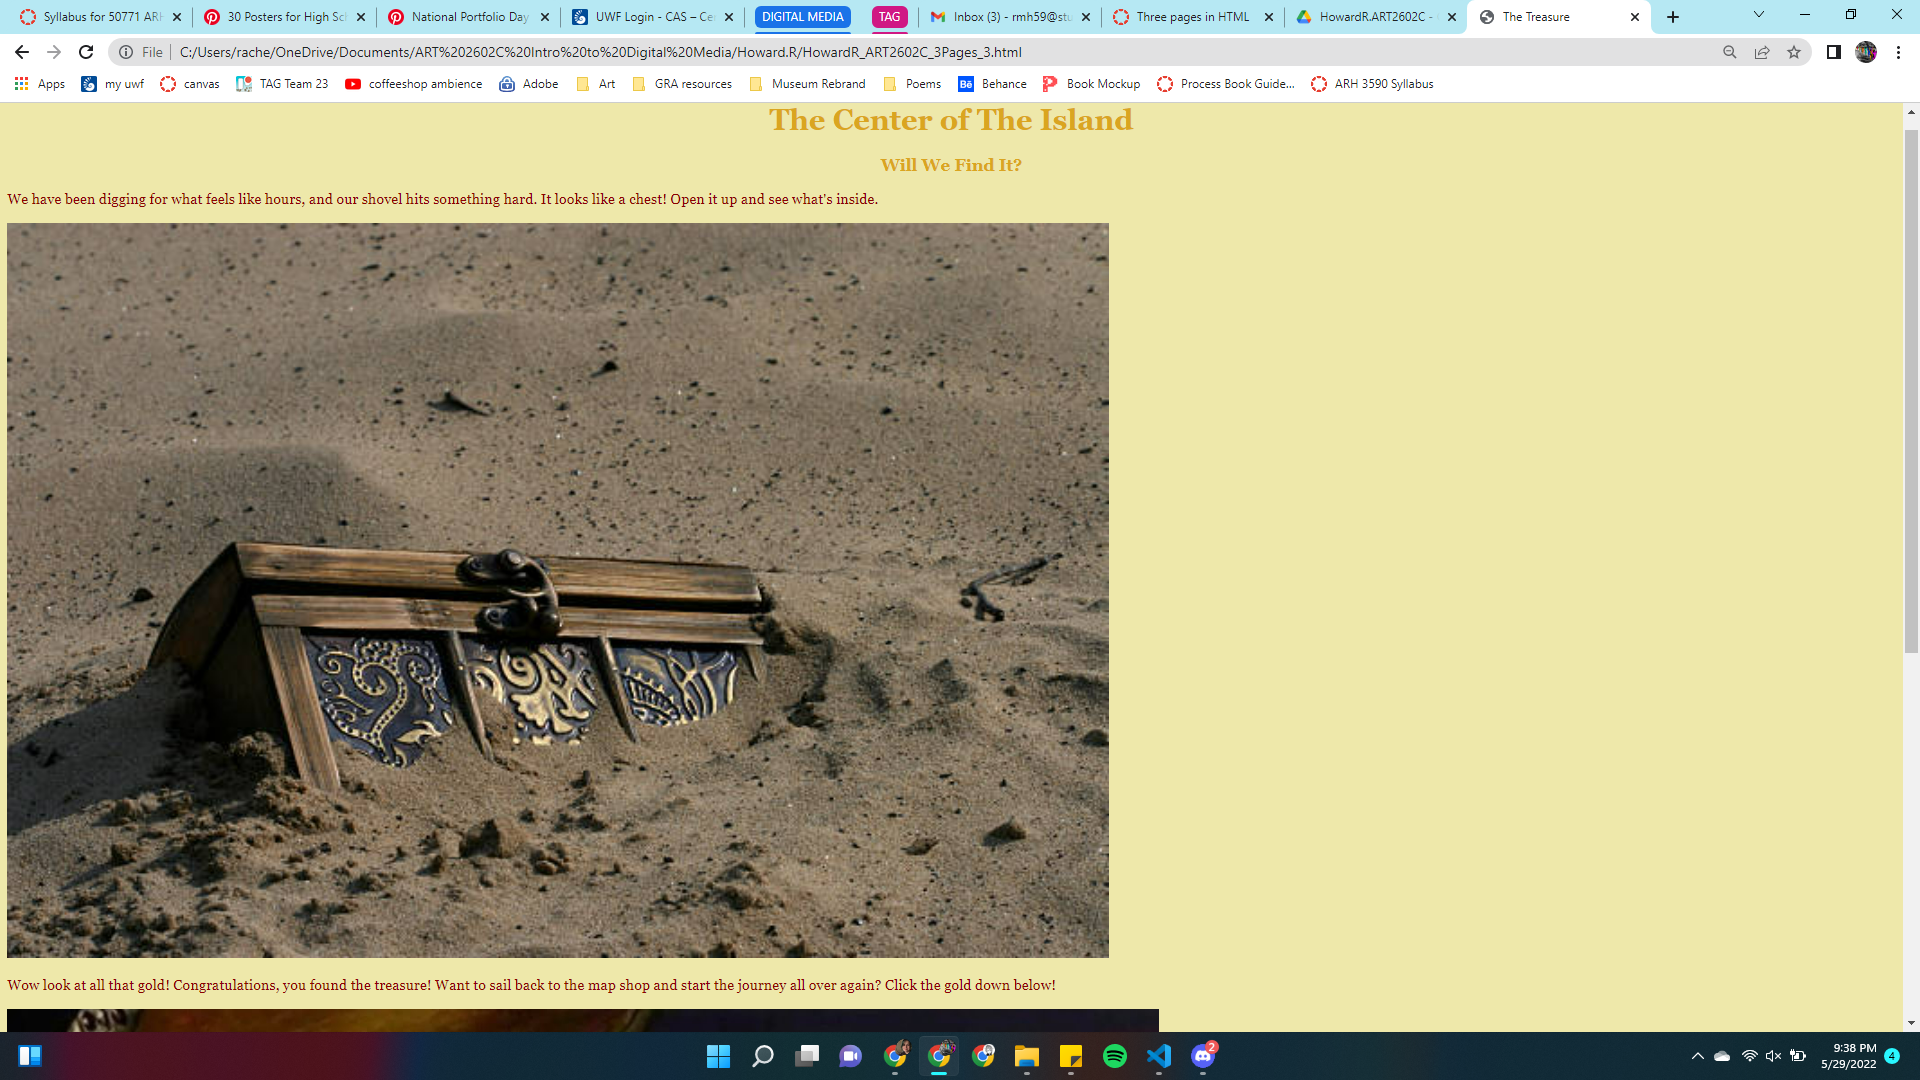 Syllabus for 50771 ARH
30 Posters for High Sc
National Portfolio Day
UWF Login - CAS – Ce
DIGITAL MEDIA
TAG
Inbox (3) - rmh59@stu
Three pages in HTML
HowardR.ART2602C -
The Treasure
File
C:/Users/rache/OneDrive/Documents/ART%202602C%20Intro%20to%20Digital%20Media/Howard.R/HowardR_ART2602C_3Pages_3.html
Apps
my uwf
canvas
TAG Team 23
coffeeshop ambience
Adobe
Art
GRA resources
Museum Rebrand
Poems
Bē
Behance
Book Mockup
Process Book Guide...
ARH 3590 Syllabus
The Center of The Island
Will We Find It?
We have been digging for what feels like hours, and our shovel hits something hard. It looks like a chest! Open it up and see what's inside.
Wow look at all that gold! Congratulations, you found the treasure! Want to sail back to the map shop and start the journey all over again? Click the gold down below!
2
9:38 PM
5/29/2022
4